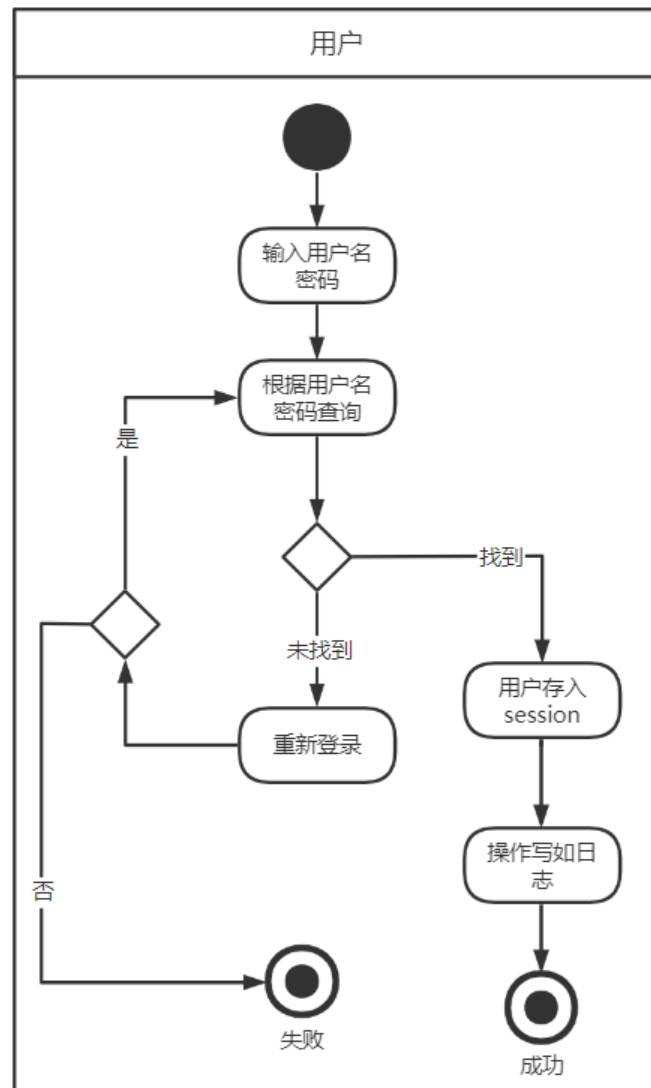 用户
输入用户名
密码
根据用户名
密码查询
是
找到
未找到
用户存入
session
重新登录
操作写如日
志
否
失败
成功